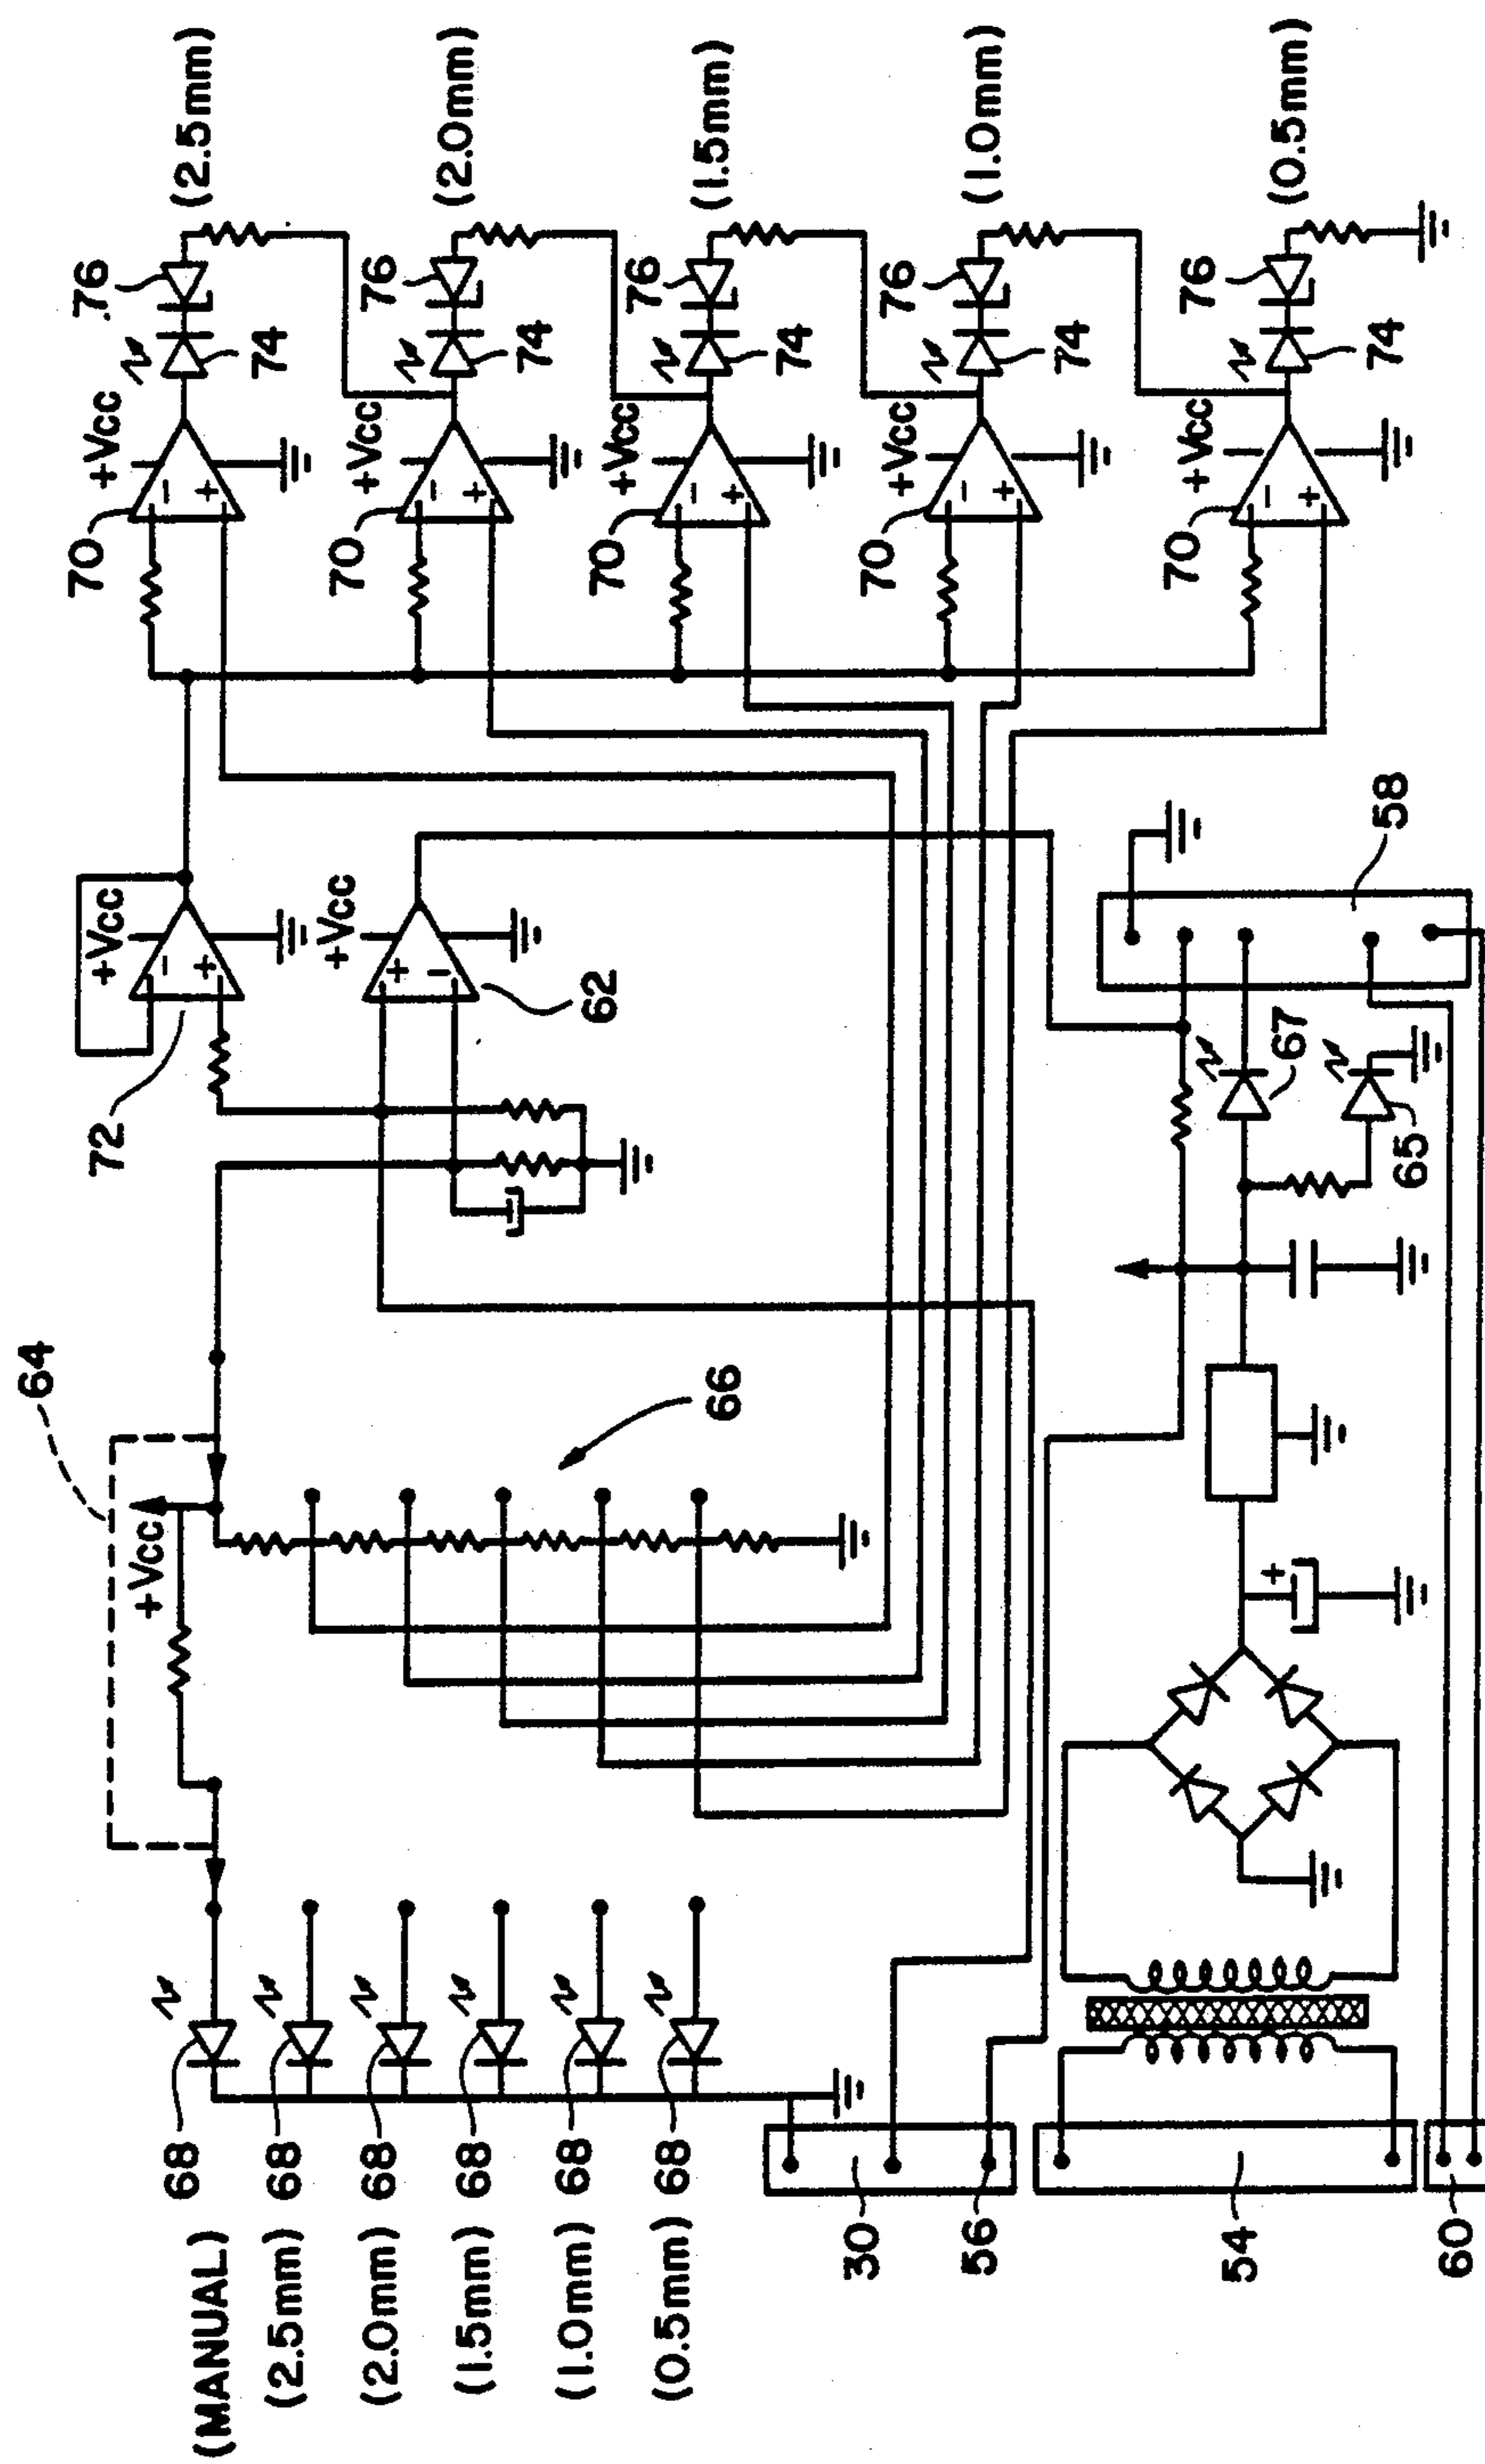 (MANUAL)
(2.5mm)
(2.0mm)
(1.5mm)
(1.0mm)
(0.5mm)
68
68
68
68
68
68
30
56
54
60
64
+Vcc
66
72
+Vcc
-
+
+Vcc
+
-
62
+
67
65
58
70
+Vcc
-
+
74
76
(2.5mm)
70
+Vcc
-
+
74
76
(2.0mm)
70
+Vcc
-
+
74
76
(1.5mm)
70
+Vcc
-
+
74
76
(1.0mm)
70
+Vcc
-
+
74
76
(0.5mm)